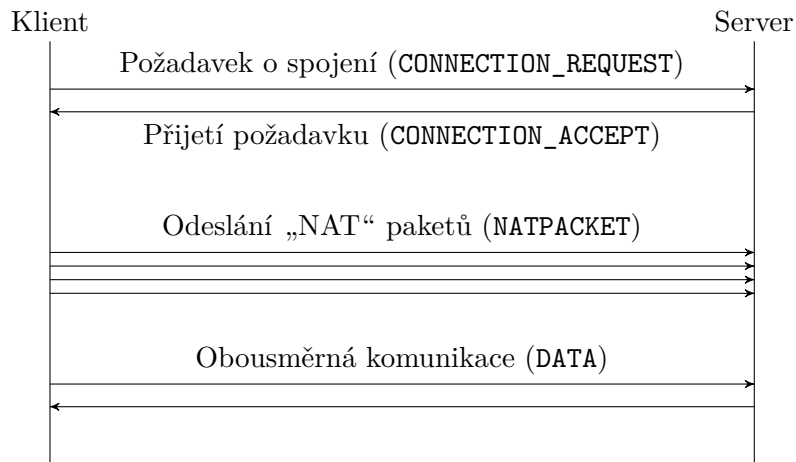 Klient Server
Požadavek o spojení (CONNECTION_REQUEST)
Přijetí požadavku (CONNECTION_ACCEPT)
Odeslání „NAT“ paketů (NATPACKET)
Obousměrná komunikace (DATA)